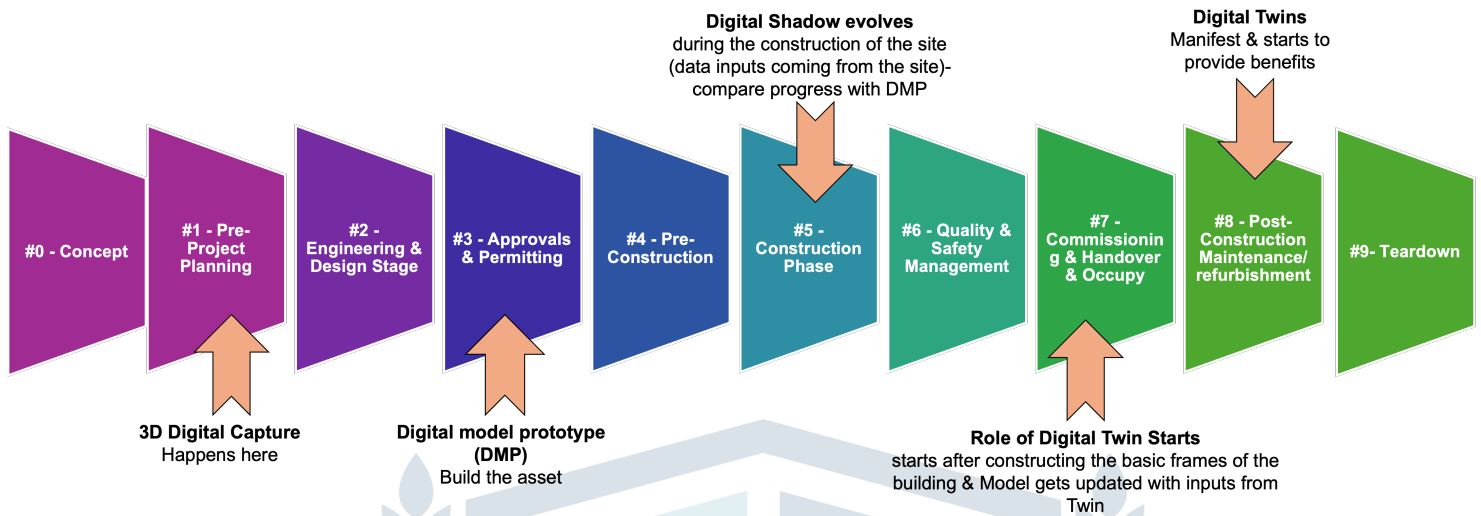 Digital Shadow evolves
during the construction of the site
(data inputs coming from the site)-
compare progress with DMP
Digital Twins
Manifest & starts to
provide benefits
#0 - Concept
#1 - Pre-
Project
Planning
#2 -
Engineering &
Design Stage
#3 - Approvals
& Permitting
#4 - Pre-
Construction
#5 -
Construction
Phase
#6 - Quality &
Safety
Management
#7 -
Commissionin
g & Handover
& Occupy
#8 - Post-
Construction
Maintenance/
refurbishment
#9- Teardown
3D Digital Capture
Happens here
Digital model prototype
(DMP)
Build the asset
Role of Digital Twin Starts
starts after constructing the basic frames of the
building & Model gets updated with inputs from
Twin